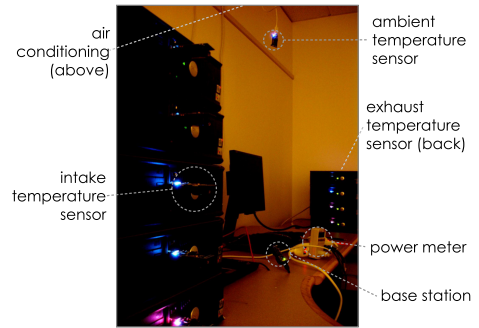 air
conditioning
(above)
ambient
temperature
sensor
exhaust
temperature
sensor (back)
intake
temperature
sensor
power meter
base station